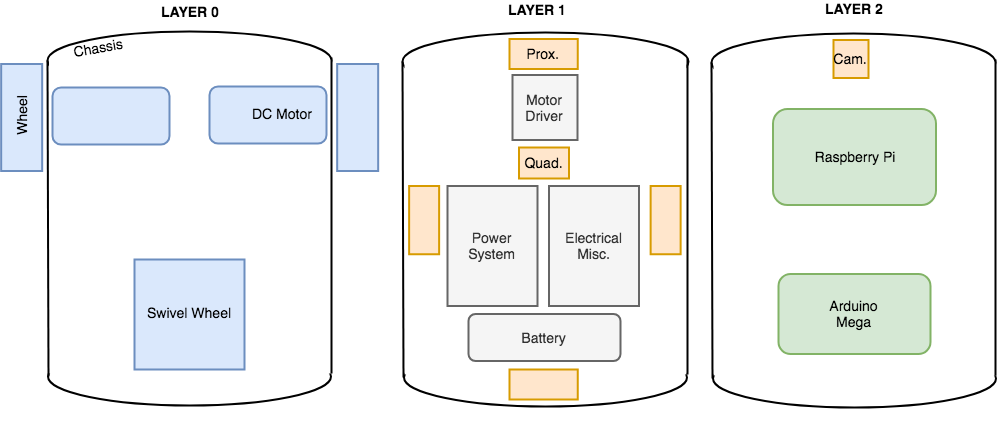 LAYER 0
Chassis
Wheel
DC Motor
Swivel Wheel
LAYER 1
Prox.
Motor
Driver
Quad.
Power
System
Electrical
Misc.
Battery
LAYER 2
Cam.
Raspberry Pi
Arduino
Mega